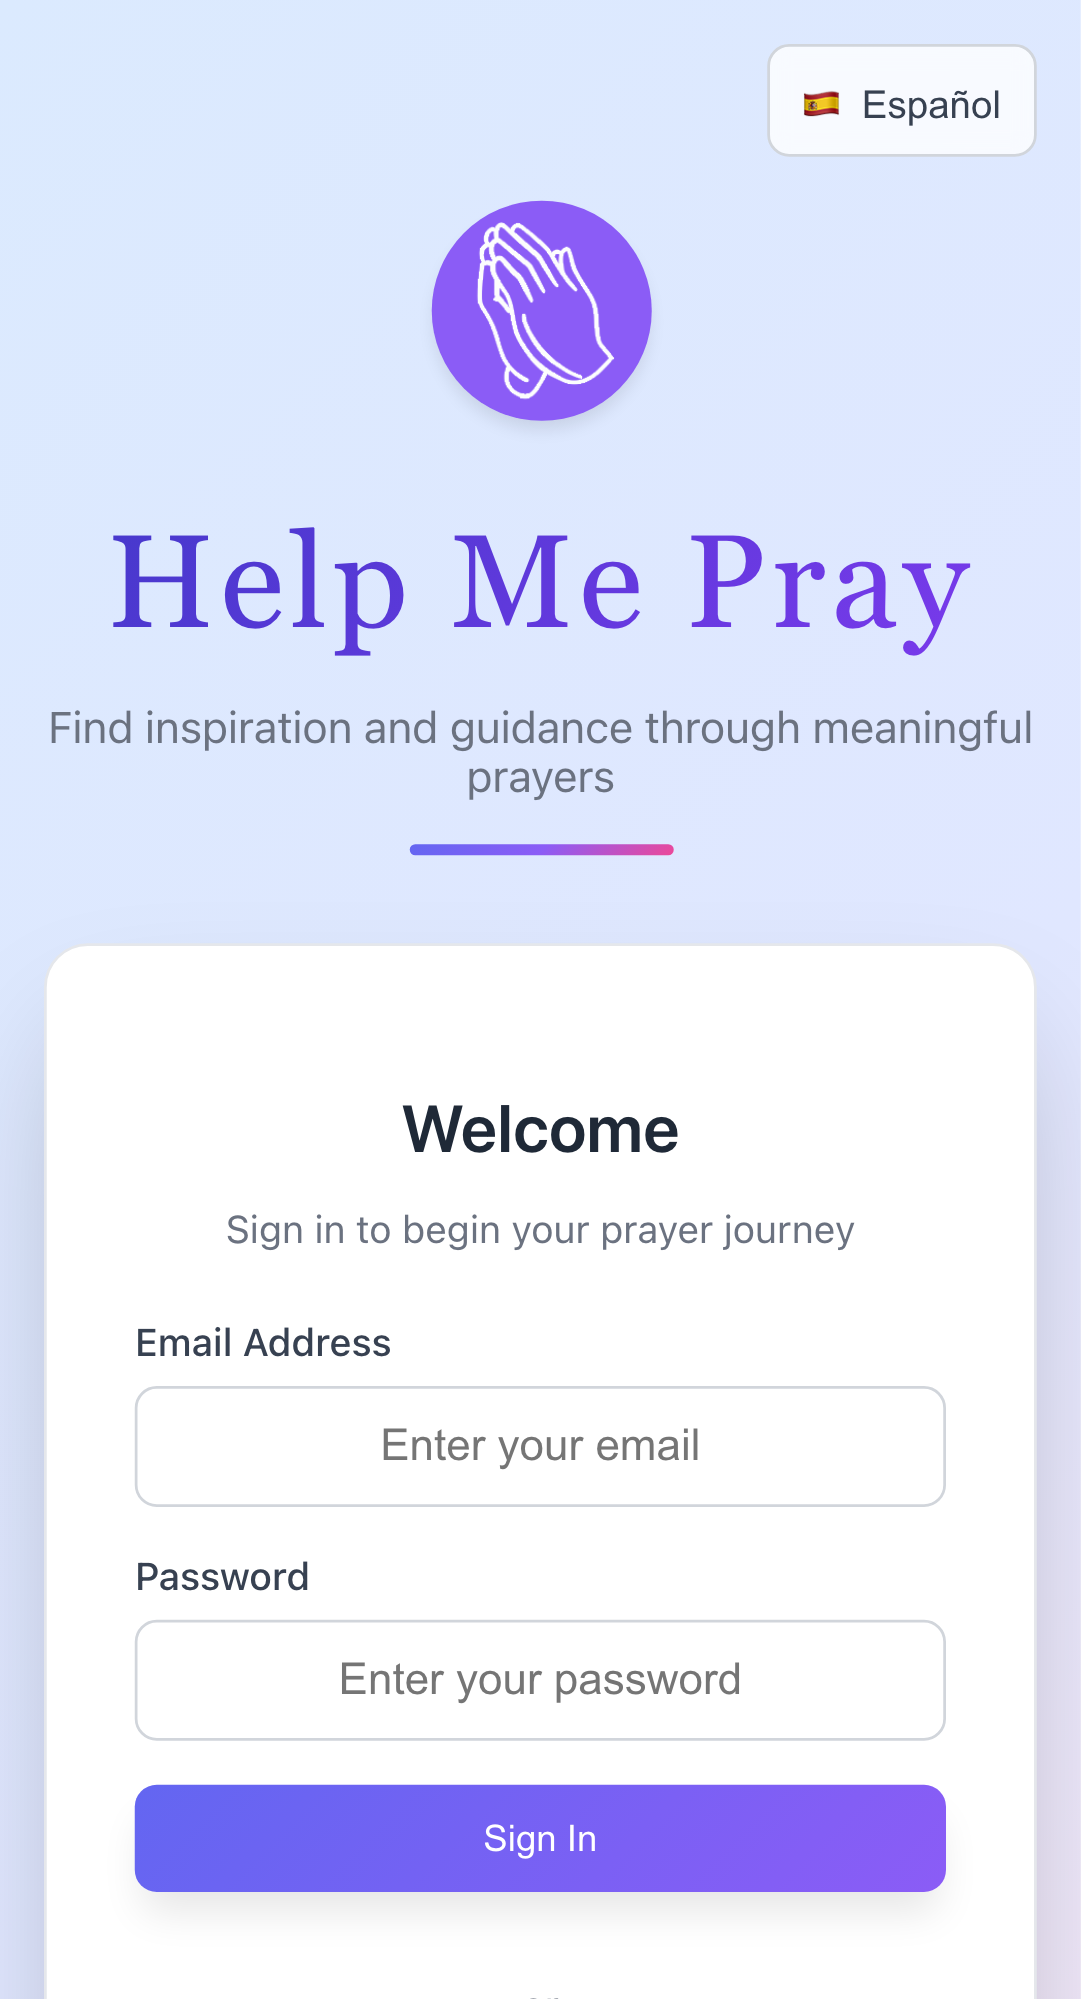 Español
Help Me Pray
Find inspiration and guidance through meaningful
prayers
Welcome
Sign in to begin your prayer journey
Email Address
Enter your email
Password
Enter your password
Sign In